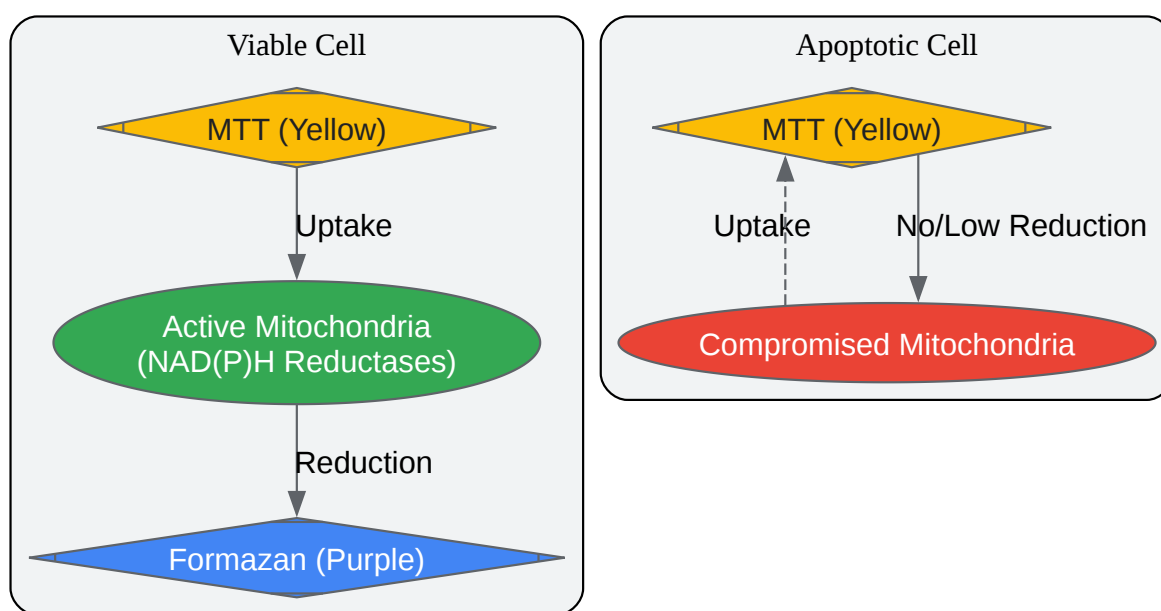 Viable Cell
MTT (Yellow)
Uptake
Active Mitochondria
(NAD(P)H Reductases)
Reduction
Formazan (Purple)
Apoptotic Cell
MTT (Yellow)
Uptake
No/Low Reduction
Compromised Mitochondria